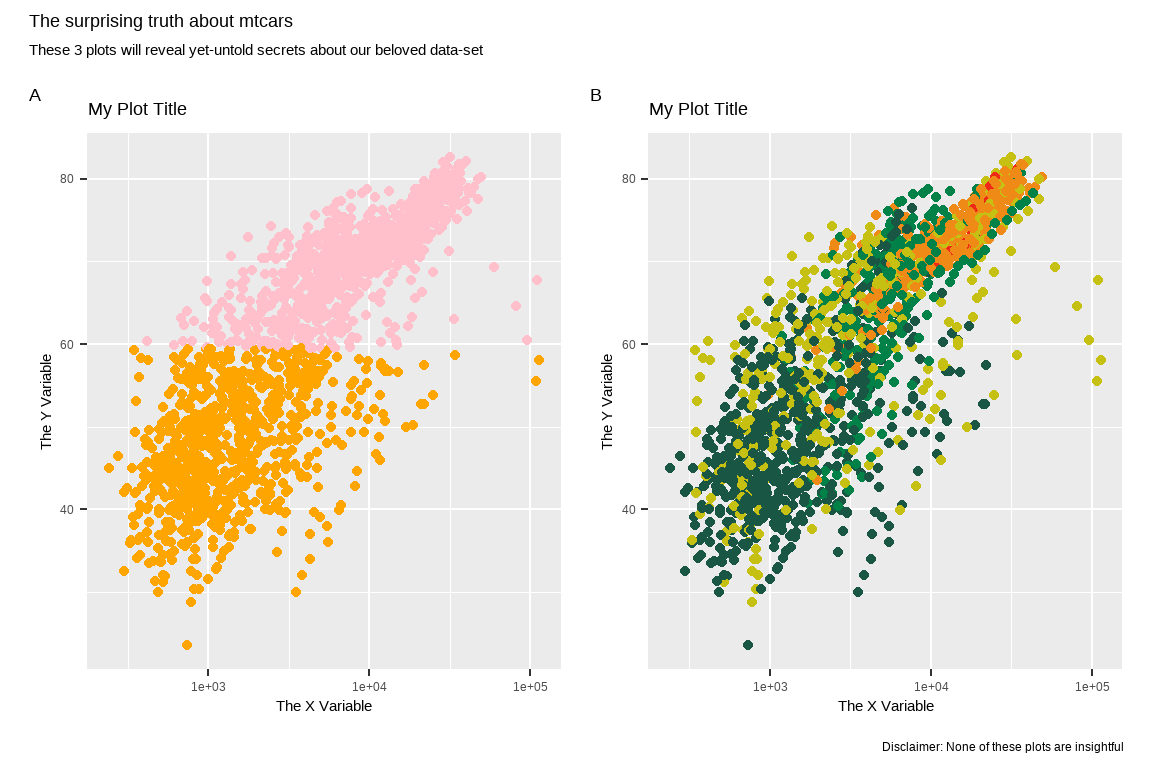 The surprising truth about mtcars
These 3 plots will reveal yet-untold secrets about our beloved data-set
A
My Plot Title
80
60
40
The Y Variable
1e+03 1e+04 1e+05
The X Variable
B
My Plot Title
80
60
40
The Y Variable
1e+03 1e+04 1e+05
The X Variable
Disclaimer: None of these plots are insightful